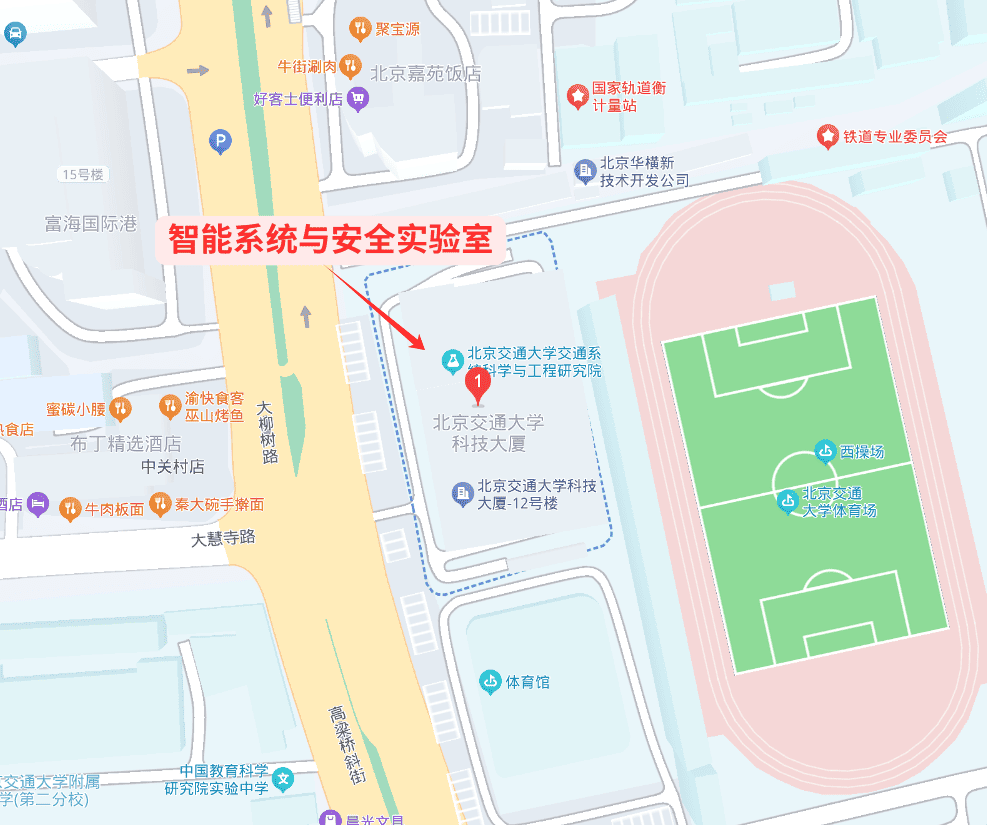 聚宝源
牛街涮肉
北京嘉苑饭店
好客士便利店
国家轨道衡
计量站
P
铁道专业委员会
北京华横新
技术开发公司
15号楼
富海国际港
智能系统与安全实验室
北京交通大学交通系
统科学与工程研究院
1
北京交通大学
科技大厦
北京交通大学科技
大厦-12号楼
渝快食客
巫山烤鱼
蜜碳小腰
食店
布丁精选酒店
中关村店
大柳树路
酒店
牛肉板面
秦大碗手擀面
大慧寺路
西操场
北京交通
大学体育场
体育馆
高梁桥斜街
中国教育科学
研究院实验中学
文
交通大学附属
学(第二分校)
晨光文具